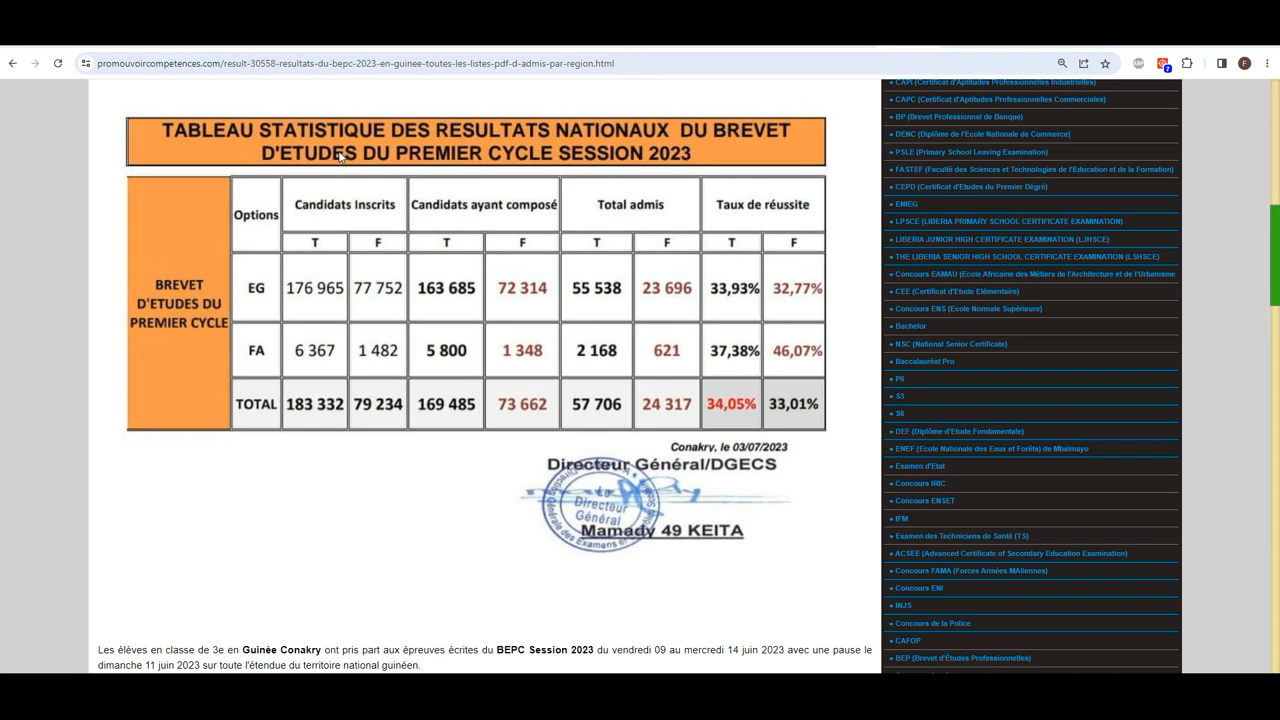 promouvoircompetences.com/result-30558-resultats-du-bepc-2023-en-guinee-toutes-les-listes-pdf-d-admis-par-region.html
F
7
TABLEAU STATISTIQUE DES RESULTATS NATIONAUX DU BREVET
D'ETUDES DU PREMIER CYCLE SESSION 2023
BREVET
D'ETUDES DU
PREMIER CYCLE
Options Candidats Inscrits Candidats ayant composé Total admis Taux de réussite
T F T F T F T F
EG 176 965 77 752 163 685 72 314 55 538 23 696 33,93% 32,77%
FA 6 367 1 482 5 800 1 348 2 168 621 37,38% 46,07%
TOTAL 183 332 79 234 169 485 73 662 57 706 24 317 34,05% 33,01%
Conakry, le 03/07/2023
Directeur Général/DGECS
Le
Directeur
Général
Mamady 49 KEITA
Les élèves en classe de 3e en Guinée Conakry ont pris part aux épreuves écrites du BEPC Session 2023 du vendredi 09 au mercredi 14 juin 2023 avec une pause le
dimanche 11 juin 2023 sur l'étendue du territoire national guinéen.
• CAPI (Certificat d'Aptitudes Professionnelles Industrielles)
• CAPC (Certificat d'Aptitudes Professionnelles Commerciales)
• BP (Brevet Professionnel de Banque)
• DENC (Diplôme de l'Ecole Nationale de Commerce)
• PSLE (Primary School Leaving Examination)
• FASTEF (Faculté des Sciences et Technologies de l'Education et de la Formation)
• CEPD (Certificat d'Etudes du Premier Dégré)
• ENIEG
• LPSCE (LIBERIA PRIMARY SCHOOL CERTIFICATE EXAMINATION)
• LIBERIA JUNIOR HIGH CERTIFICATE EXAMINATION (LJHSCE)
• THE LIBERIA SENIOR HIGH SCHOOL CERTIFICATE EXAMINATION (LSHSCE)
• Concours EAMAU (Ecole Africaine des Métiers de l'Architecture et de l'Urbanisme
• CEE (Certificat d'Etude Elémentaire)
• Concours ENS (Ecole Normale Supérieure)
• Bachelor
• NSC (National Senior Certificate)
• Baccalauréat Pro
• P6
• S3
• S6
• DEF (Diplôme d'Etude Fondamentale)
• ENEF (Ecole Nationale des Eaux et Forêts) de Mbalmayo
• Examen d'Etat
• Concours IRIC
• Concours ENSET
• IFM
• Examen des Techniciens de Santé (TS)
• ACSEE (Advanced Certificate of Secondary Education Examination)
• Concours FAMA (Forces Armées MAliennes)
• Concours ENI
• INJS
• Concours de la Police
• CAFOP
• BEP (Brevet d'Études Professionnelles)